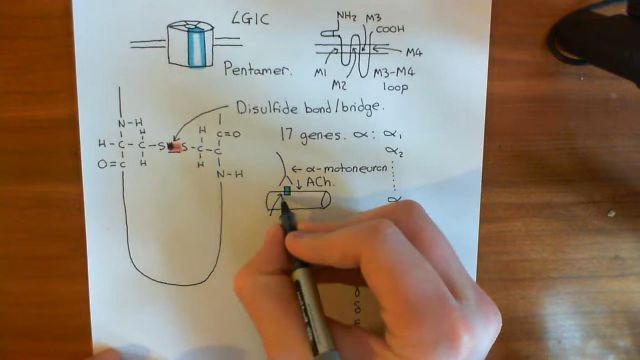 LGIC
Pentamer.
NH2
M3
COOH
M4
M1
M2
M3-M4
loop
Disulfide bond/bridge.
N-H
H
H-C-C-S
S-C-C
H
H
C=O
O=C
H
N-H
17 genes. α: α1
α2
← α-motoneuron
↓ ACh.
α
γ
δ
ε